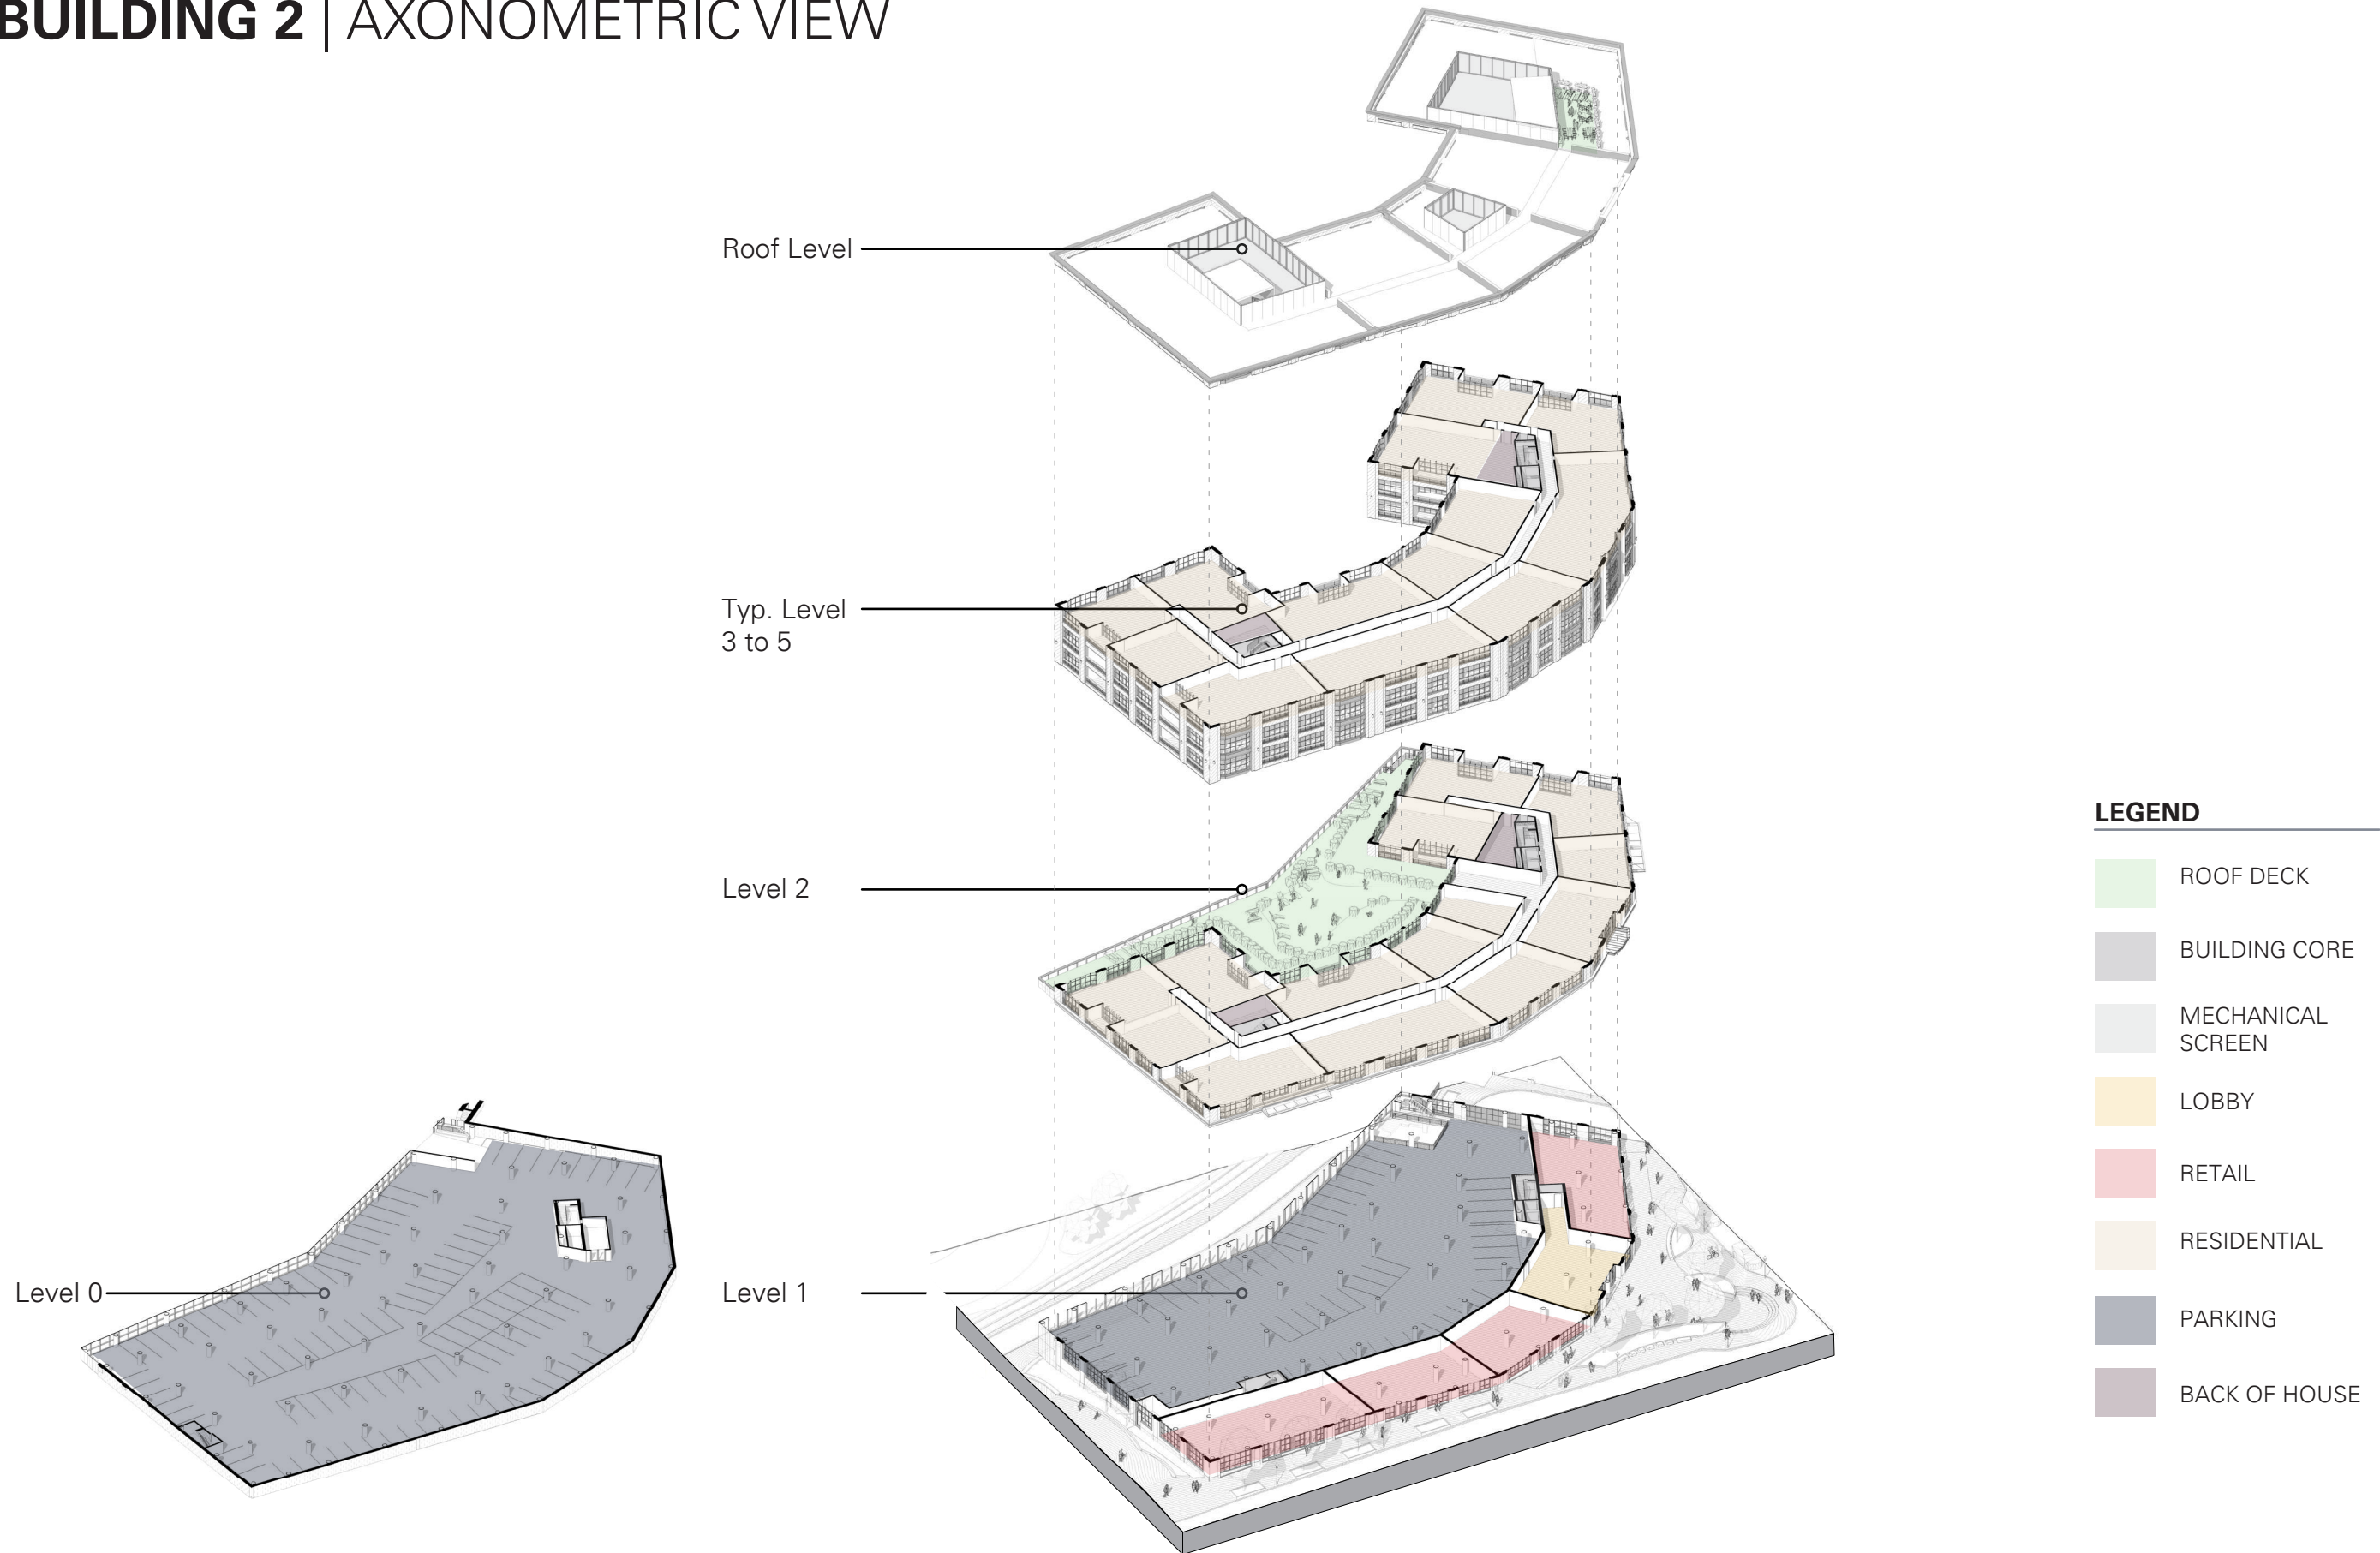 BUILDING 2 | AXONOMETRIC VIEW
Roof Level
Typ. Level
3 to 5
Level 2
Level 0
Level 1
LEGEND
ROOF DECK
BUILDING CORE
MECHANICAL
SCREEN
LOBBY
RETAIL
RESIDENTIAL
PARKING
BACK OF HOUSE